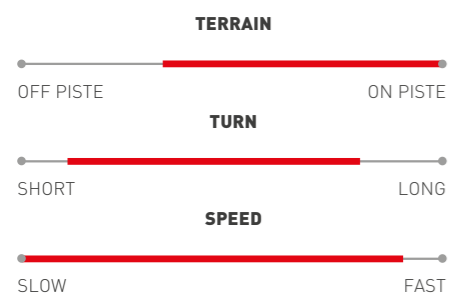 TERRAIN
OFF PISTE ON PISTE
TURN
SHORT LONG
SPEED
SLOW FAST